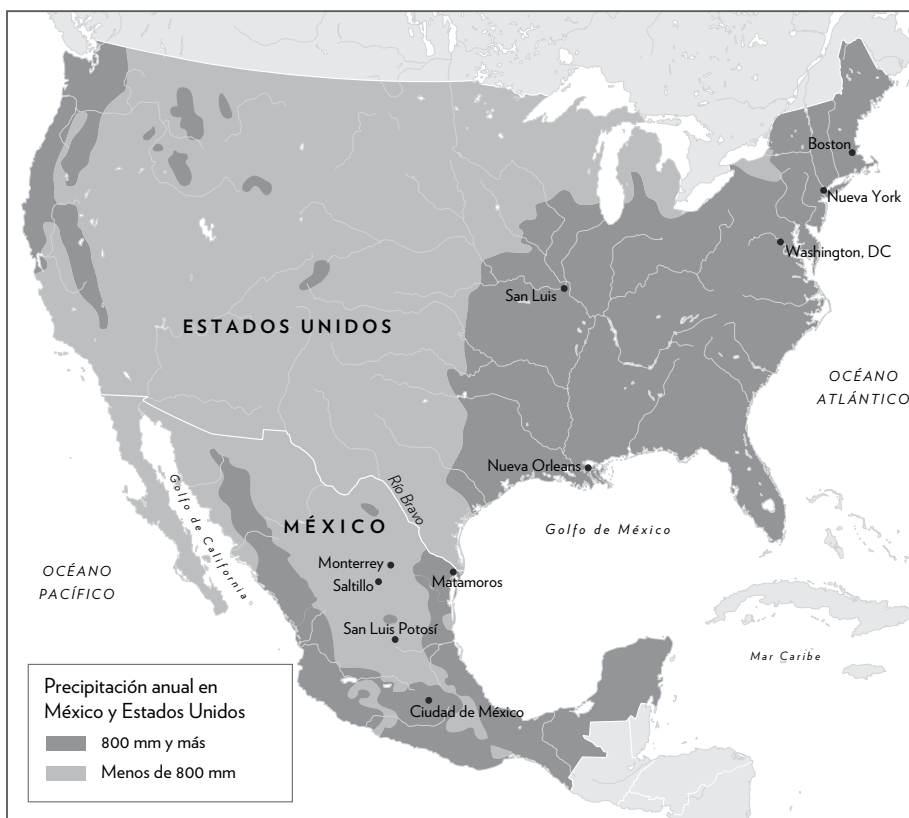 Boston
Nueva York
Washington, DC
San Luis
ESTADOS UNIDOS
OCÉANO
ATLÁNTICO
Nueva Orleans
Río Bravo
Golfo de California
MÉXICO
Golfo de México
Monterrey
Saltillo
Matamoros
OCÉANO
PACÍFICO
San Luis Potosí
Mar Caribe
Ciudad de México
Precipitación anual en
México y Estados Unidos
800 mm y más
Menos de 800 mm